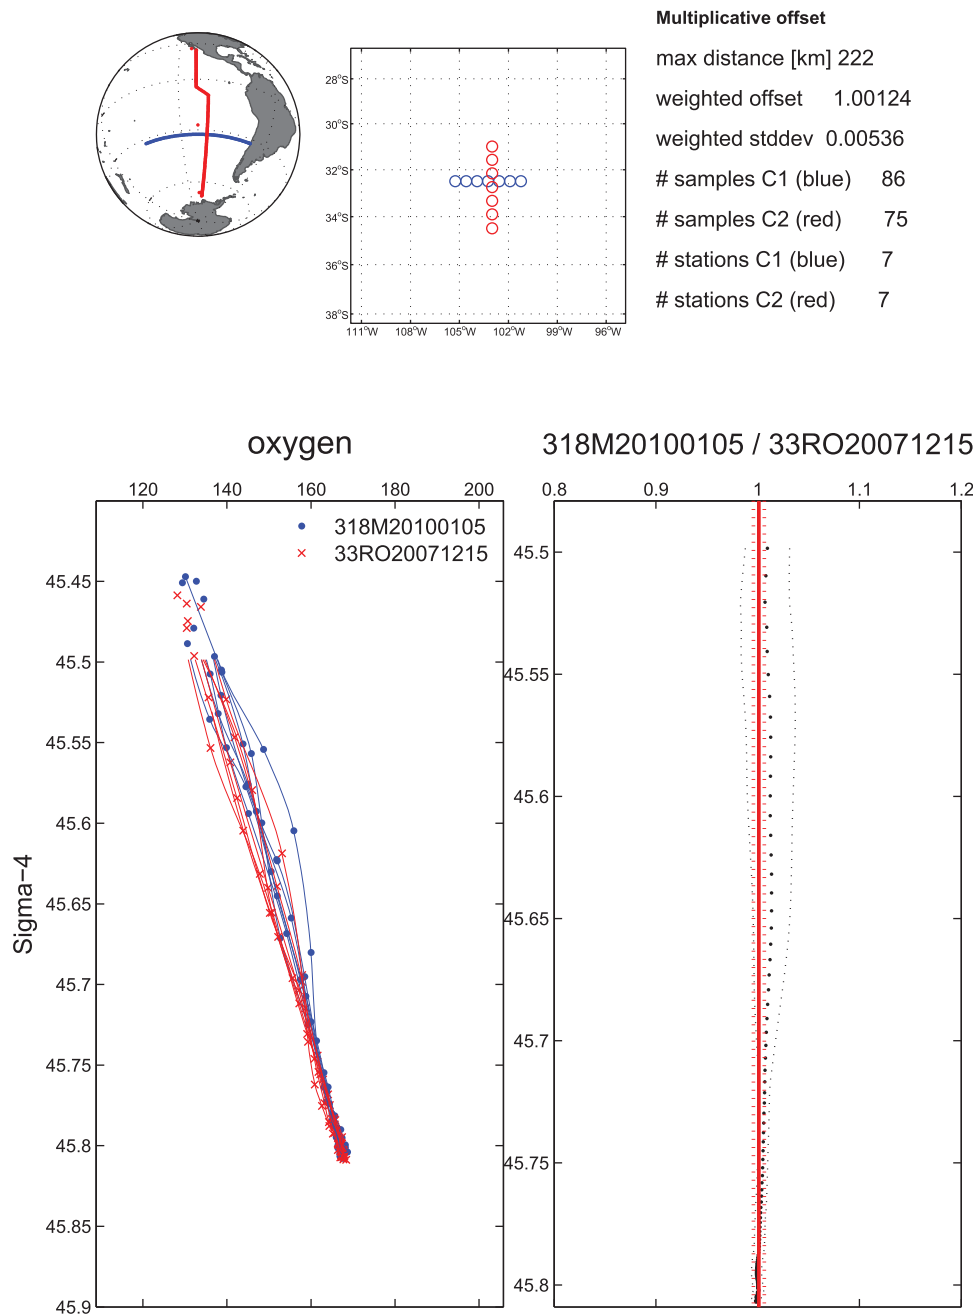 Multiplicative offset
max distance [km] 222
weighted offset 1.00124
weighted stddev 0.00536
# samples C1 (blue) 86
# samples C2 (red) 75
# stations C1 (blue) 7
# stations C2 (red) 7
28°S
30°S
32°S
34°S
36°S
38°S
111°W 108°W 105°W 102°W 99°W 96°W
oxygen
120 140 160 180 200
318M20100105
33RO20071215
45.45
45.5
45.55
45.6
45.65
45.7
45.75
45.8
45.85
45.9
Sigma−4
318M20100105 / 33RO20071215
0.8 0.9 1 1.1 1.2
45.5
45.55
45.6
45.65
45.7
45.75
45.8